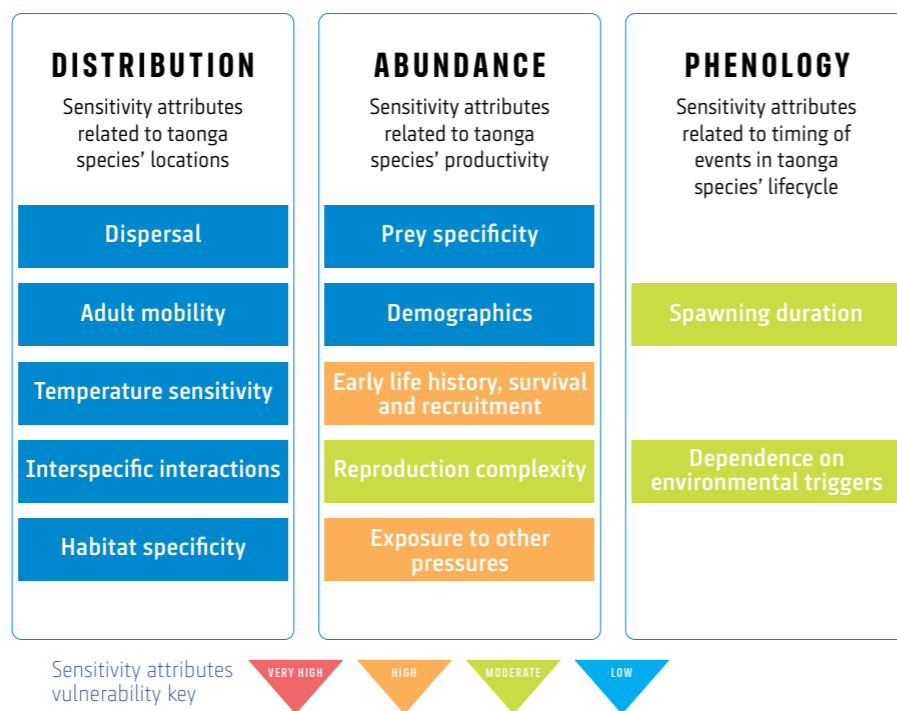 DISTRIBUTION
Sensitivity attributes
related to taonga
species’ locations
Dispersal
Adult mobility
Temperature sensitivity
Interspecific interactions
Habitat specificity
ABUNDANCE
Sensitivity attributes
related to taonga
species’ productivity
Prey specificity
Demographics
Early life history, survival
and recruitment
Reproduction complexity
Exposure to other
pressures
PHENOLOGY
Sensitivity attributes
related to timing of
events in taonga
species’ lifecycle
Spawning duration
Dependence on
environmental triggers
Sensitivity attributes
vulnerability key
VERY HIGH
HIGH
MODERATE
LOW